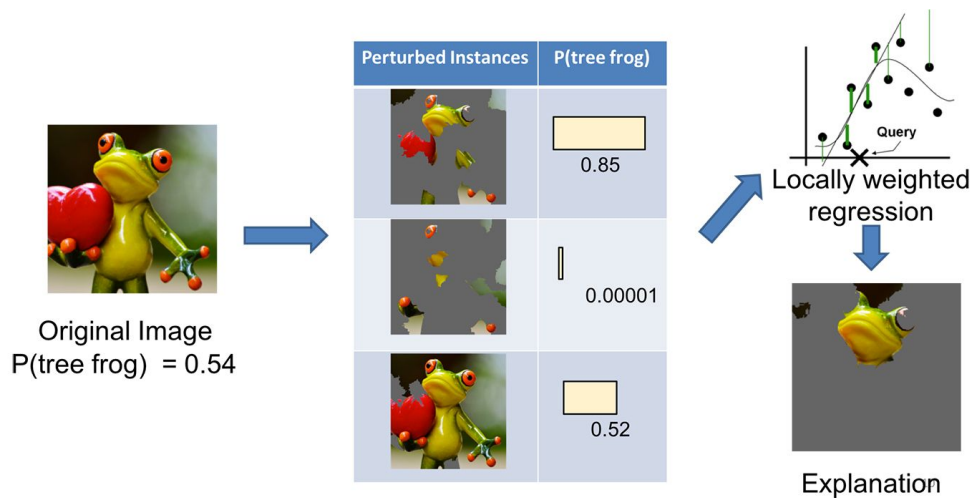 Original Image
P(tree frog) = 0.54
Perturbed Instances
P(tree frog)
0.85
0.00001
0.52
Query
Locally weighted
regression
Explanation